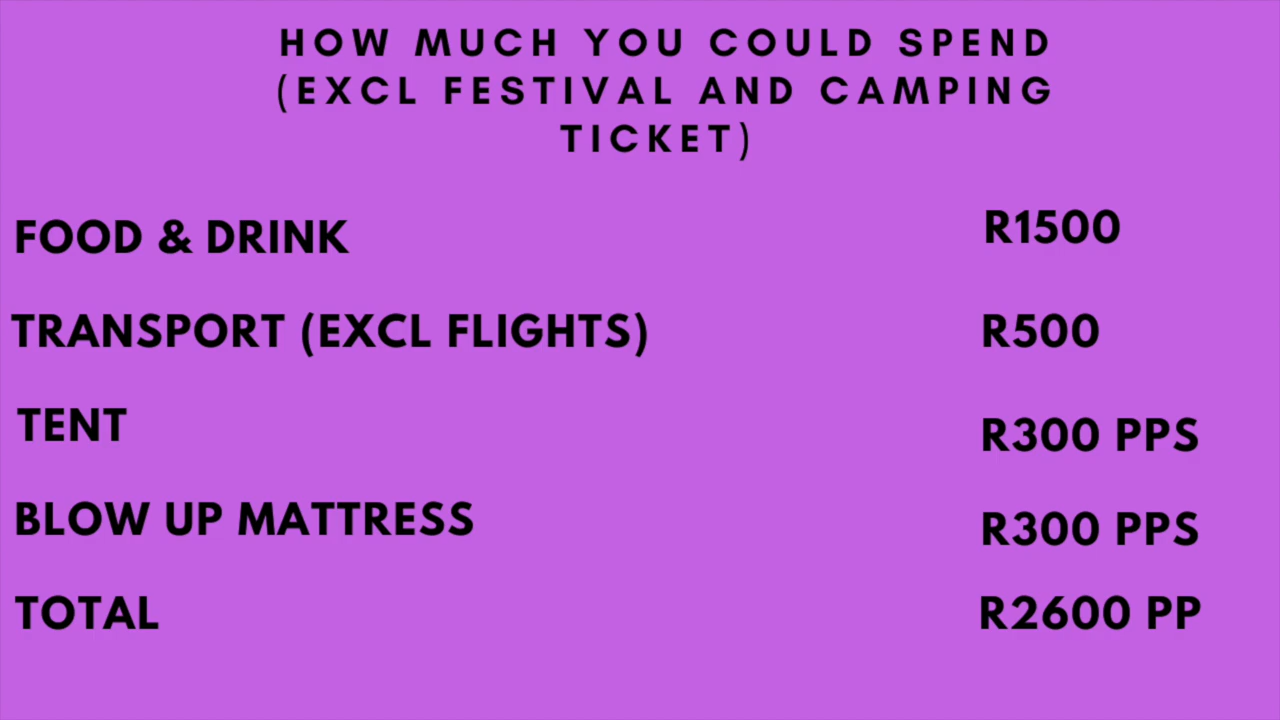 HOW MUCH YOU COULD SPEND
(EXCL FESTIVAL AND CAMPING
TICKET)
FOOD & DRINK R1500
TRANSPORT (EXCL FLIGHTS) R500
TENT R300 PPS
BLOW UP MATTRESS R300 PPS
TOTAL R2600 PP